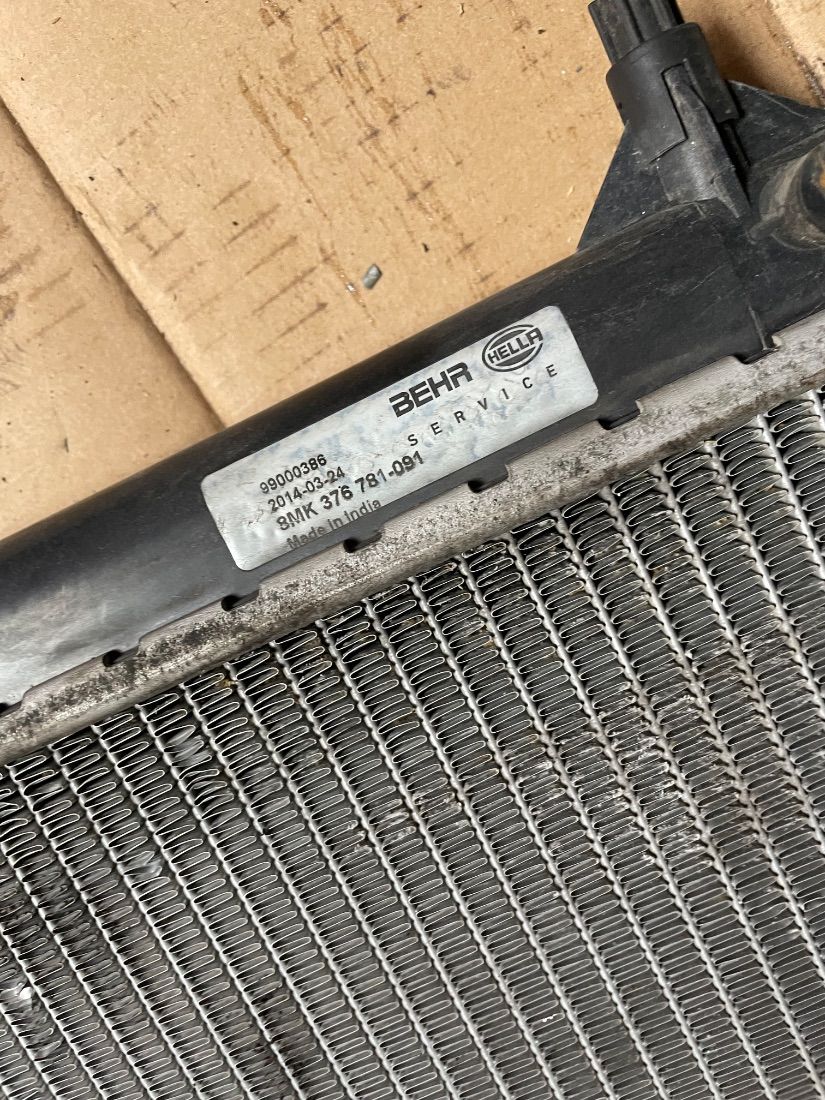 BEHR HELLA
SERVICE
99000386
2014-03-24
8MK 376 781-091
Made in India